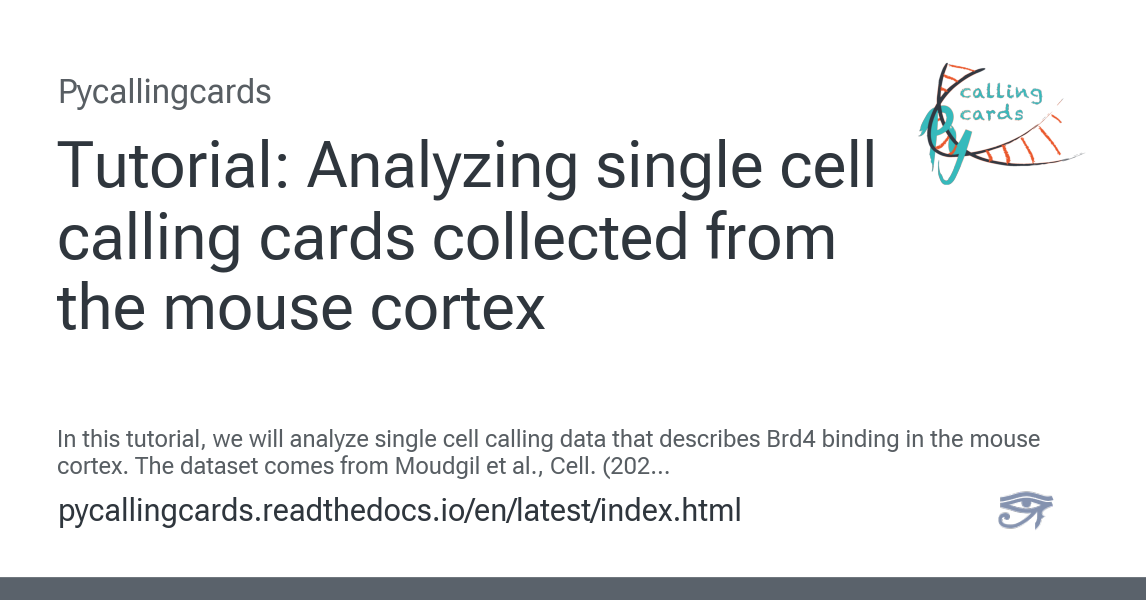 Pycallingcards
calling
cards
Py
Tutorial: Analyzing single cell
calling cards collected from
the mouse cortex
In this tutorial, we will analyze single cell calling data that describes Brd4 binding in the mouse
cortex. The dataset comes from Moudgil et al., Cell. (202...
pycallingcards.readthedocs.io/en/latest/index.html